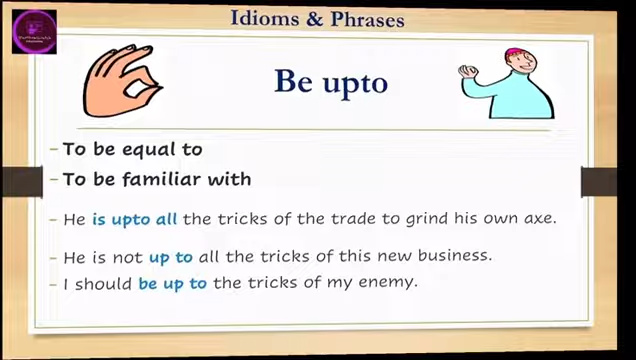 Idioms & Phrases
Be upto
- To be equal to
- To be familiar with
- He is upto all the tricks of the trade to grind his own axe.
- He is not up to all the tricks of this new business.
- I should be up to the tricks of my enemy.